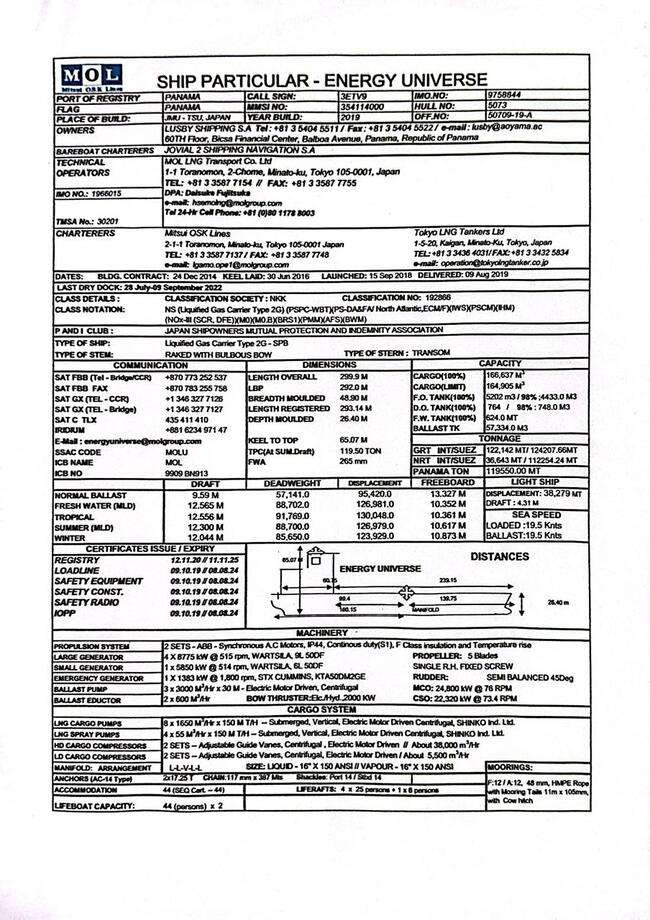 MOL
Mitsui O.S.K. Lines
SHIP PARTICULAR - ENERGY UNIVERSE
PORT OF REGISTRY PANAMA CALL SIGN: 3ETV9 IMO.NO: 9758844
FLAG PANAMA MMSI NO: 354114000 HULL NO: 5073
PLACE OF BUILD: JMU - TSU, JAPAN YEAR BUILD: 2019 OFF.NO: 50709-19-A
OWNERS LUSBY SHIPPING S.A Tel : +81 3 5404 5511 / Fax : +81 3 5404 5522 / e-mail : lusby@aoyama.ac
60TH Floor, Bicsa Financial Center, Balboa Avenue, Panama, Republic of Panama
BAREBOAT CHARTERERS JOVIAL 2 SHIPPING NAVIGATION S.A
TECHNICAL MOL LNG Transport Co. Ltd
OPERATORS 1-1 Toranomon, 2-Chome, Minato-ku, Tokyo 105-0001, Japan
TEL: +81 3 3587 7154 // FAX: +81 3 3587 7755
IMO NO.: 1966015 DPA: Daisuke Fujitsuka
e-mail: hsemolng@molgroup.com
Tel 24-Hr Cell Phone: +81 (0)80 1178 8003
TMSA No.: 30201
CHARTERERS Mitsui OSK Lines Tokyo LNG Tankers Ltd
2-1-1 Toranomon, Minato-ku, Tokyo 105-0001 Japan 1-5-20, Kaigan, Minato-Ku, Tokyo, Japan
TEL: +81 3 3587 7137 / FAX: +81 3 3587 7748 TEL: +81 3 3436 4031/ FAX:+81 3 3432 5834
e-mail: lgamo.ope1@molgroup.com e-mail: operation@tokyolngtanker.co.jp
DATES: BLDG. CONTRACT: 24 Dec 2014 KEEL LAID: 30 Jun 2016 LAUNCHED: 15 Sep 2018 DELIVERED: 09 Aug 2019
LAST DRY DOCK: 28 July-09 September 2022
CLASS DETAILS : CLASSIFICATION SOCIETY : NKK CLASSIFICATION NO: 192866
CLASS NOTATION: NS (Liquified Gas Carrier Type 2G) (PSPC-WBT)(PS-DA&FA/ North Atlantic,ECM/F)(IWS)(PSCM)(IHM)
(NOx-III (SCR, DFE))(M0)(M0.B)(BRS1)(PMM)(AFS)(BWM)
P AND I CLUB : JAPAN SHIPOWNERS MUTUAL PROTECTION AND INDEMNITY ASSOCIATION
TYPE OF SHIP: Liquified Gas Carrier Type 2G - SPB
TYPE OF STEM: RAKED WITH BULBOUS BOW TYPE OF STERN : TRANSOM
COMMUNICATION DIMENSIONS CAPACITY
SAT FBB (Tel - Bridge/CCR) +870 773 252 537 LENGTH OVERALL 299.9 M CARGO(100%) 166,637 M³
SAT FBB FAX +870 783 255 758 LBP 292.0 M CARGO(LIMIT) 164,905 M³
SAT GX (TEL - CCR) +1 346 327 7128 BREADTH MOULDED 48.90 M F.O. TANK(100%) 5202 m3 / 98% ;4433.0 M3
SAT GX (TEL - Bridge) +1 346 327 7127 LENGTH REGISTERED 293.14 M D.O. TANK(100%) 764 / 98% : 748.0 M3
SAT C TLX 435 411 410 DEPTH MOULDED 26.40 M F.W. TANK(100%) 624.0 MT
IRIDIUM +881 6234 971 47 BALLAST TK 57,334.0 M3
E-Mail : energyuniverse@molgroup.com KEEL TO TOP 65.07 M TONNAGE
SSAC CODE MOLU TPC(At SUM.Draft) 119.50 TON GRT INT/SUEZ 122,142 MT/ 124207.66MT
ICB NAME MOL FWA 265 mm NRT INT/SUEZ 36,643 MT / 112254.24 MT
ICB NO 9909 BN913 PANAMA TON 119550.00 MT
DRAFT DEADWEIGHT DISPLACEMENT FREEBOARD LIGHT SHIP
NORMAL BALLAST 9.59 M 57,141.0 95,420.0 13.327 M DISPLACEMENT: 38,279 MT
FRESH WATER (MLD) 12.565 M 88,702.0 126,981.0 10.352 M DRAFT : 4.31 M
TROPICAL 12.556 M 91,769.0 130,048.0 10.361 M SEA SPEED
SUMMER (MLD) 12.300 M 88,700.0 126,979.0 10.617 M LOADED :19.5 Knts
WINTER 12.044 M 85,650.0 123,929.0 10.873 M BALLAST:19.5 Knts
CERTIFICATES ISSUE / EXPIRY
REGISTRY 12.11.20 // 11.11.25
LOADLINE 09.10.19 // 08.08.24
SAFETY EQUIPMENT 09.10.19 // 08.08.24
SAFETY CONST. 09.10.19 // 08.08.24
SAFETY RADIO 09.10.19 // 08.08.24
IOPP 09.10.19 // 08.08.24
DISTANCES
65.07 M ENERGY UNIVERSE
239.15
139.75
MANIFOLD
26.40 m
MACHINERY
PROPULSION SYSTEM 2 SETS - ABB - Synchronous A.C Motors, IP44, Continous duty(S1), F Class insulation and Temperature rise
LARGE GENERATOR 4 X 8775 kW @ 515 rpm, WARTSILA, 9L 50DF PROPELLER: 5 Blades
SMALL GENERATOR 1 x 5850 kW @ 514 rpm, WARTSILA, 6L 50DF SINGLE R.H. FIXED SCREW
EMERGENCY GENERATOR 1 X 1383 kW @ 1,800 rpm, STX CUMMINS, KTA50DM2GE RUDDER: SEMI BALANCED 45Deg
BALLAST PUMP 3 x 3000 M³/Hr x 30 M - Electric Motor Driven, Centrifugal MCO: 24,800 kW @ 76 RPM
BALLAST EDUCTOR 2 x 600 M³/Hr BOW THRUSTER:Elc./Hyd.,2000 KW CSO: 22,320 kW @ 73.4 RPM
CARGO SYSTEM
LNG CARGO PUMPS 8 x 1650 M³/Hr x 150 M T/H -- Submerged, Vertical, Electric Motor Driven Centrifugal, SHINKO Ind. Ltd.
LNG SPRAY PUMPS 4 x 55 M³/Hr x 150 M T/H -- Submerged, Vertical, Electric Motor Driven, Centrifugal, SHINKO Ind. Ltd.
HD CARGO COMPRESSORS 2 SETS -- Adjustable Guide Vanes, Centrifugal , Electric Motor Driven // About 38,000 m³/Hr
LD CARGO COMPRESSORS 2 SETS -- Adjustable Guide Vanes, Centrifugal, Electric Motor Driven / About 5,500 m³/Hr
MANIFOLD: ARRANGEMENT L-L-V-L-L SIZE: LIQUID - 16" X 150 ANSI // VAPOUR - 16" X 150 ANSI MOORINGS:
ANCHORS (AC-14 Type) 2x17.25 T CHAIN:117 mm x 387 Mts Shackles: Port 14 / Stbd 14 F:12 / A:12, 48 mm, HMPE Rope
ACCOMMODATION 44 (SEQ Cert. -- 44) LIFERAFTS: 4 x 25 persons + 1 x 6 persons with Mooring Tails 11m x 105mm,
with Cow hitch
LIFEBOAT CAPACITY: 44 (persons) x 2